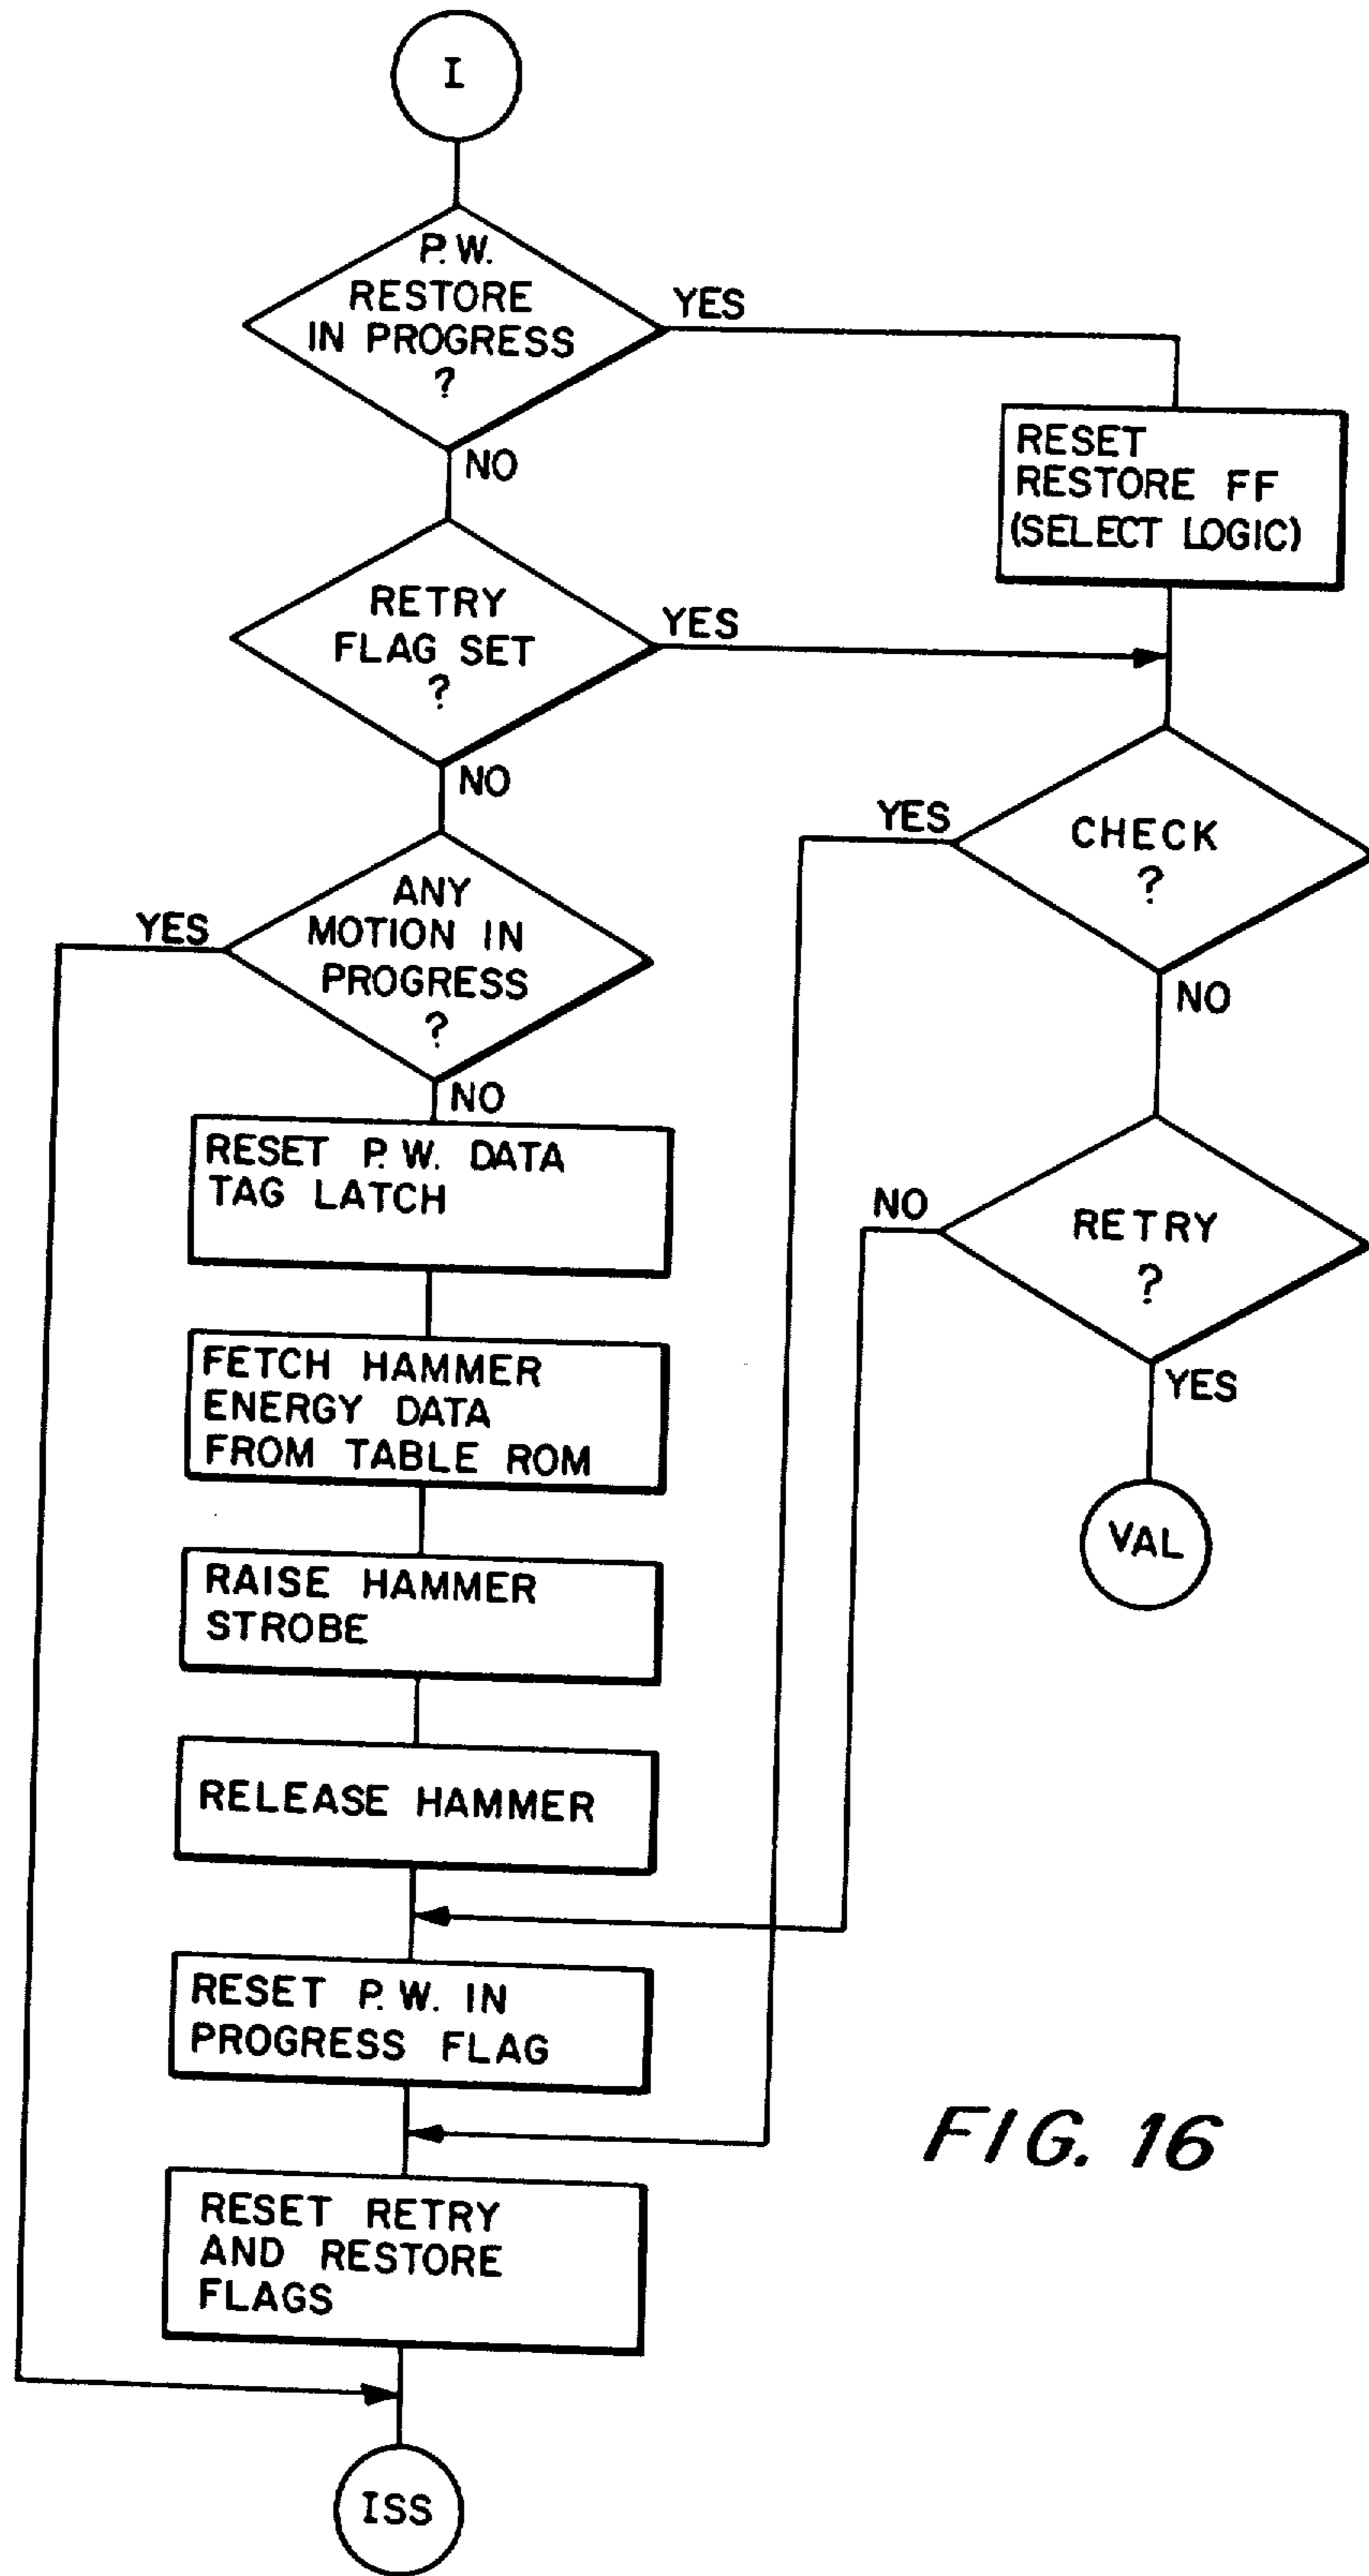 I
P.W.
RESTORE
IN PROGRESS
?
YES
NO
RESET
RESTORE FF
(SELECT LOGIC)
RETRY
FLAG SET
?
YES
NO
CHECK
?
YES
NO
ANY
MOTION IN
PROGRESS
?
YES
NO
RETRY
?
NO
YES
VAL
RESET P.W. DATA
TAG LATCH
FETCH HAMMER
ENERGY DATA
FROM TABLE ROM
RAISE HAMMER
STROBE
RELEASE HAMMER
RESET P.W. IN
PROGRESS FLAG
RESET RETRY
AND RESTORE
FLAGS
ISS
FIG. 16